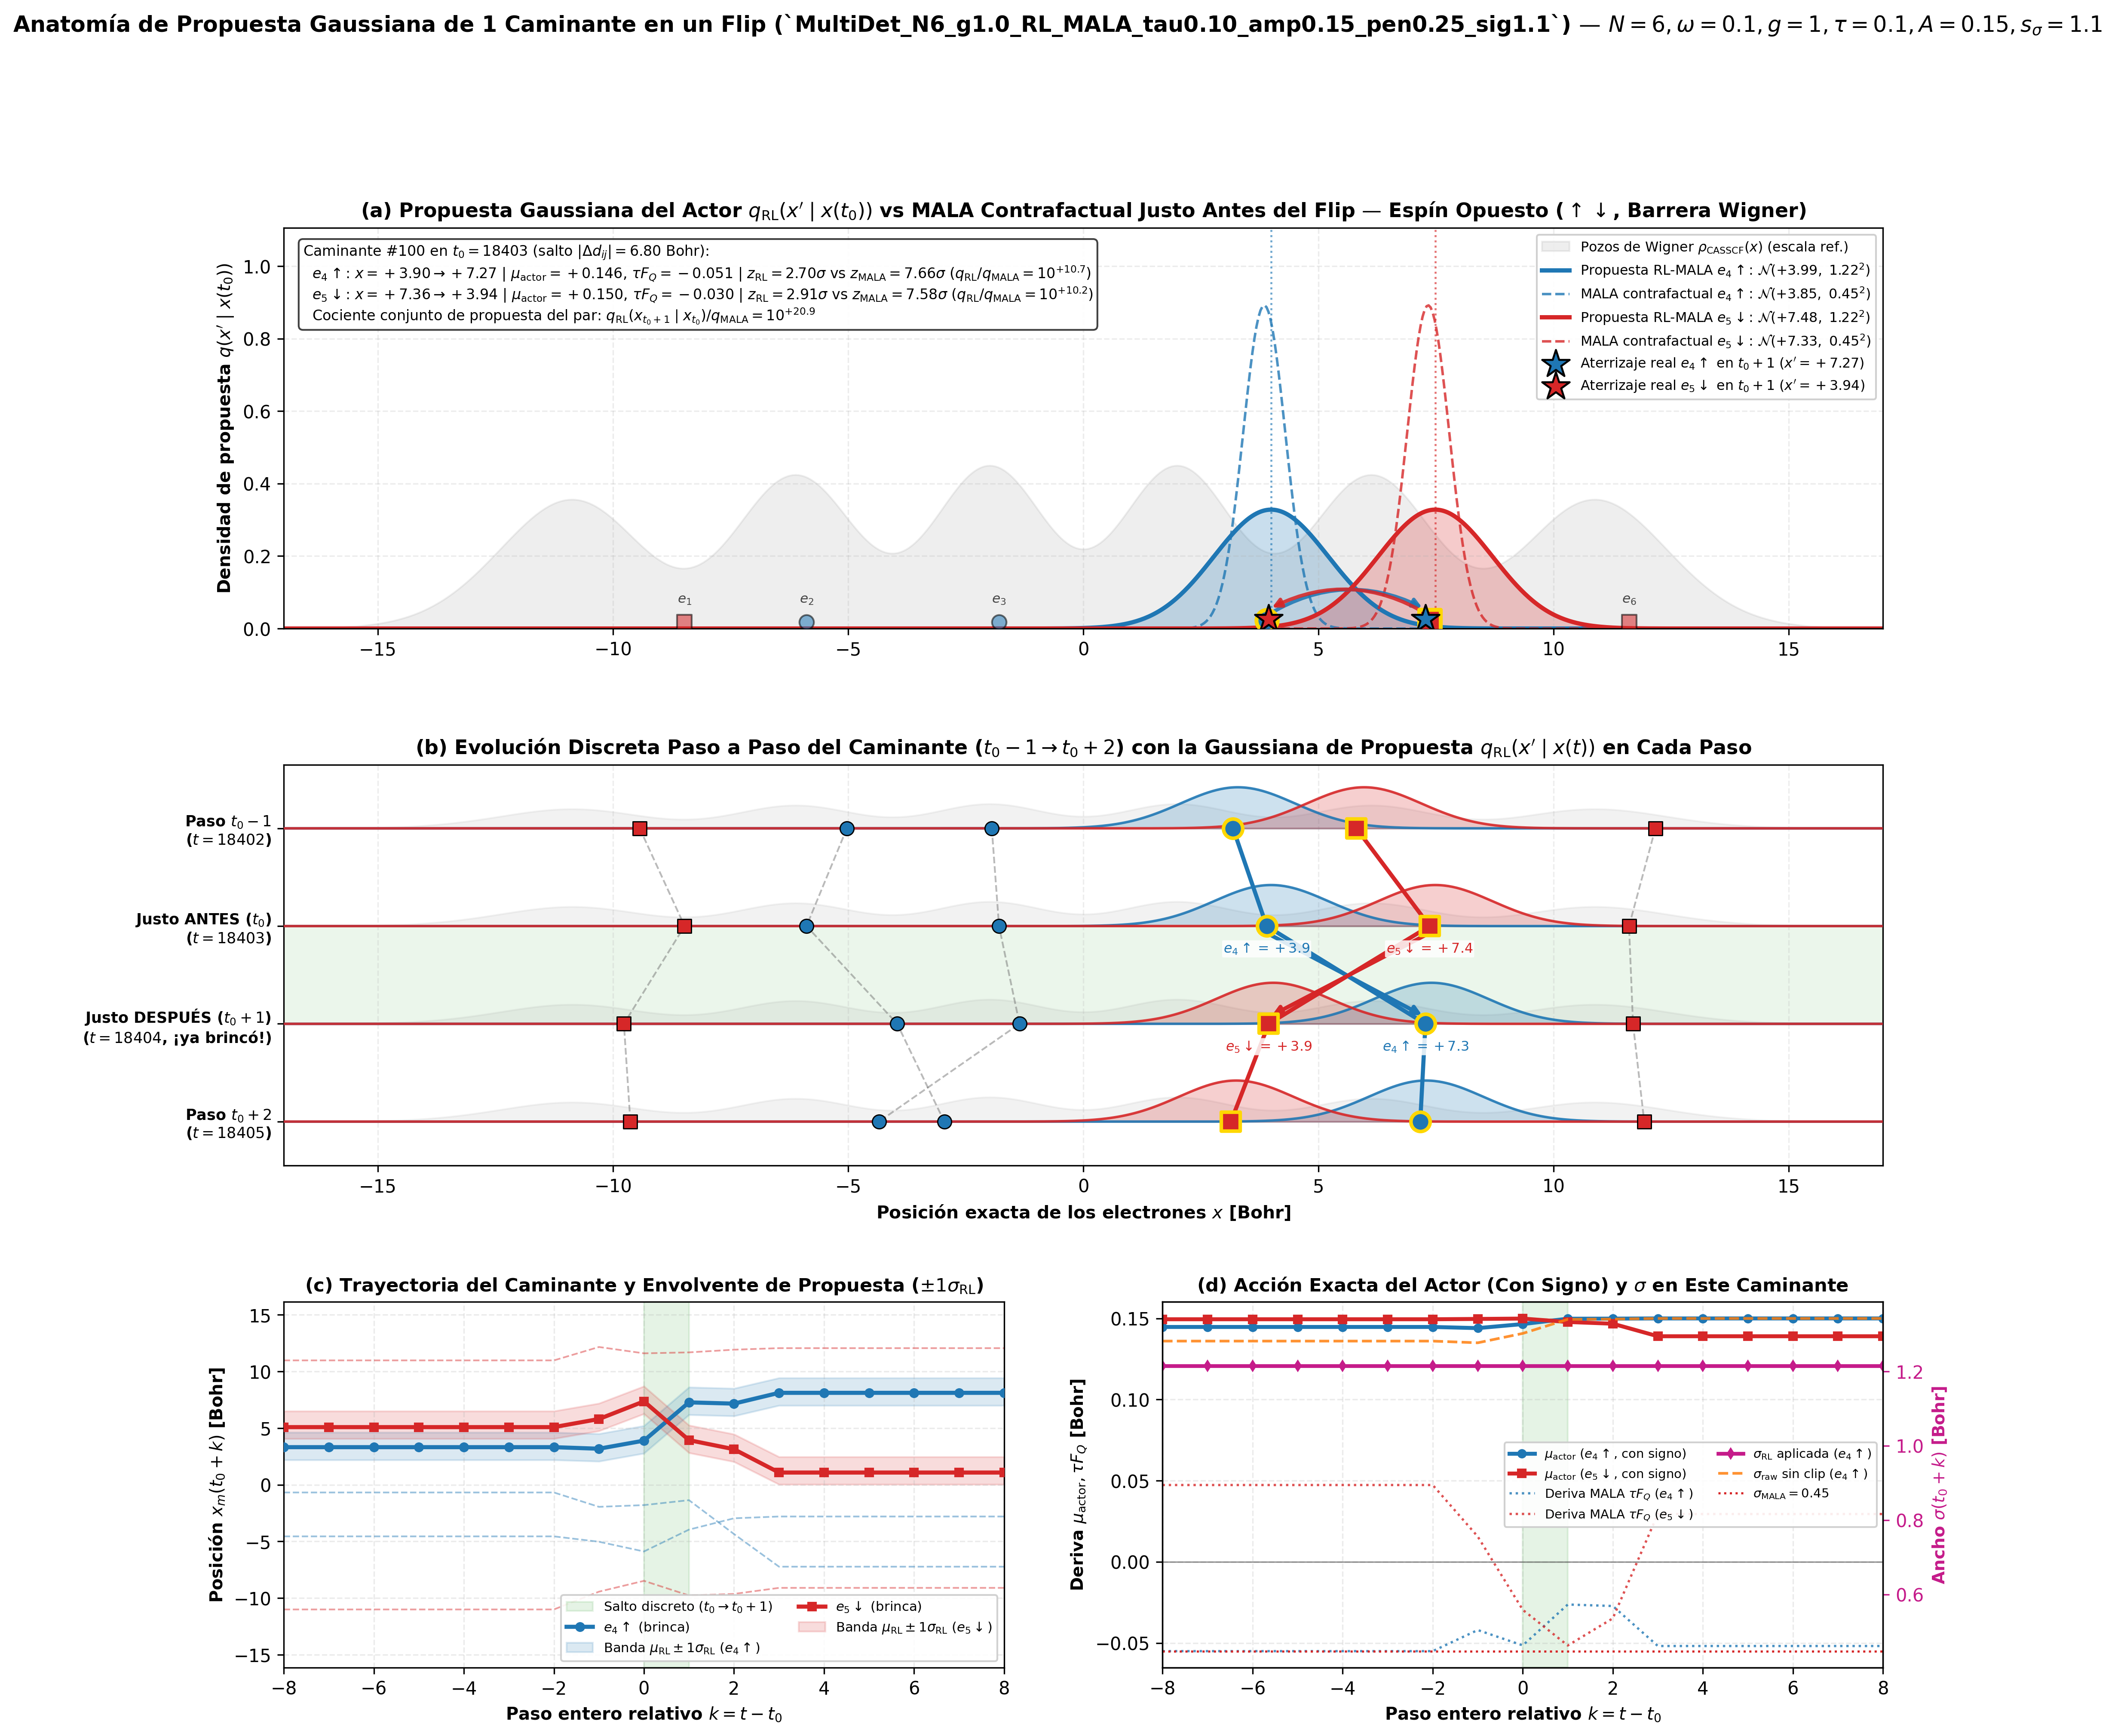 Anatomía de Propuesta Gaussiana de 1 Caminante en un Flip (`MultiDet_N6_g1.0_RL_MALA_tau0.10_amp0.15_pen0.25_sig1.1`) — N = 6, ω = 0.1, g = 1, τ = 0.1, A = 0.15, s_σ = 1.1
(a) Propuesta Gaussiana del Actor q_RL(x′ | x(t₀)) vs MALA Contrafactual Justo Antes del Flip — Espín Opuesto (↑ ↓, Barrera Wigner)
Densidad de propuesta q(x′ | x(t₀))
1.0
0.8
0.6
0.4
0.2
0.0
Caminante #100 en t₀ = 18403 (salto |Δd_ij| = 6.80 Bohr):
e₄ ↑: x = +3.90 → +7.27 | μ_actor = +0.146, τF_Q = −0.051 | z_RL = 2.70σ vs z_MALA = 7.66σ (q_RL/q_MALA = 10^+10.7)
e₅ ↓: x = +7.36 → +3.94 | μ_actor = +0.150, τF_Q = −0.030 | z_RL = 2.91σ vs z_MALA = 7.58σ (q_RL/q_MALA = 10^+10.2)
Cociente conjunto de propuesta del par: q_RL(x_t₀+1 | x_t₀)/q_MALA = 10^+20.9
Pozos de Wigner ρ_CASSCF(x) (escala ref.)
Propuesta RL-MALA e₄ ↑: 𝒩(+3.99, 1.22²)
MALA contrafactual e₄ ↑: 𝒩(+3.85, 0.45²)
Propuesta RL-MALA e₅ ↓: 𝒩(+7.48, 1.22²)
MALA contrafactual e₅ ↓: 𝒩(+7.33, 0.45²)
Aterrizaje real e₄ ↑ en t₀ + 1 (x′ = +7.27)
Aterrizaje real e₅ ↓ en t₀ + 1 (x′ = +3.94)
e₁ e₂ e₃ e₆
−15 −10 −5 0 5 10 15
(b) Evolución Discreta Paso a Paso del Caminante (t₀ − 1 → t₀ + 2) con la Gaussiana de Propuesta q_RL(x′ | x(t)) en Cada Paso
Paso t₀ − 1
(t = 18402)
Justo ANTES (t₀)
(t = 18403)
e₄ ↑ = +3.9 e₅ ↓ = +7.4
Justo DESPUÉS (t₀ + 1)
(t = 18404, ¡ya brincó!)
e₅ ↓ = +3.9 e₄ ↑ = +7.3
Paso t₀ + 2
(t = 18405)
−15 −10 −5 0 5 10 15
Posición exacta de los electrones x [Bohr]
(c) Trayectoria del Caminante y Envolvente de Propuesta (±1σ_RL)
Posición x_m(t₀ + k) [Bohr]
15
10
5
0
−5
−10
−15
Salto discreto (t₀ → t₀ + 1)
e₄ ↑ (brinca)
Banda μ_RL ± 1σ_RL (e₄ ↑)
e₅ ↓ (brinca)
Banda μ_RL ± 1σ_RL (e₅ ↓)
−8 −6 −4 −2 0 2 4 6 8
Paso entero relativo k = t − t₀
(d) Acción Exacta del Actor (Con Signo) y σ en Este Caminante
Deriva μ_actor, τF_Q [Bohr]
0.15
0.10
0.05
0.00
−0.05
μ_actor (e₄ ↑, con signo)
μ_actor (e₅ ↓, con signo)
Deriva MALA τF_Q (e₄ ↑)
Deriva MALA τF_Q (e₅ ↓)
σ_RL aplicada (e₄ ↑)
σ_raw sin clip (e₄ ↑)
σ_MALA = 0.45
1.2
1.0
0.8
0.6
Ancho σ(t₀ + k) [Bohr]
−8 −6 −4 −2 0 2 4 6 8
Paso entero relativo k = t − t₀